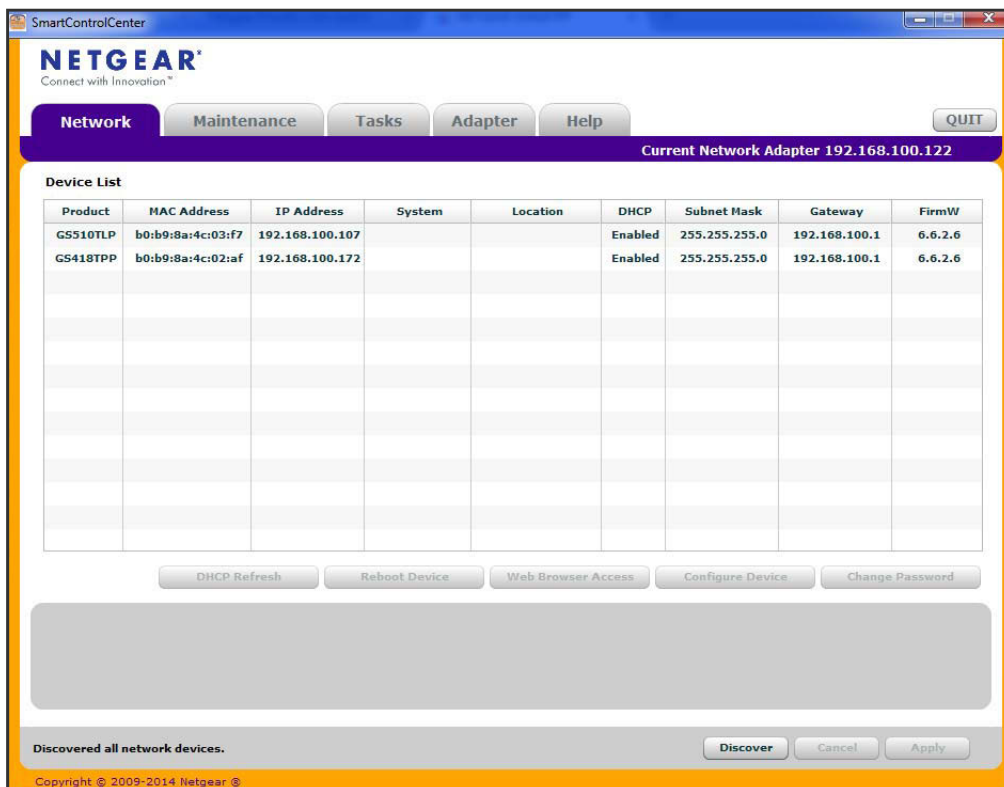 SmartControlCenter
NETGEAR®
Connect with Innovation™
Network Maintenance Tasks Adapter Help QUIT
Current Network Adapter 192.168.100.122
Device List
Product MAC Address IP Address System Location DHCP Subnet Mask Gateway FirmW
GS510TLP b0:b9:8a:4c:03:f7 192.168.100.107 Enabled 255.255.255.0 192.168.100.1 6.6.2.6
GS418TPP b0:b9:8a:4c:02:af 192.168.100.172 Enabled 255.255.255.0 192.168.100.1 6.6.2.6
DHCP Refresh Reboot Device Web Browser Access Configure Device Change Password
Discovered all network devices. Discover Cancel Apply
Copyright © 2009-2014 Netgear ®